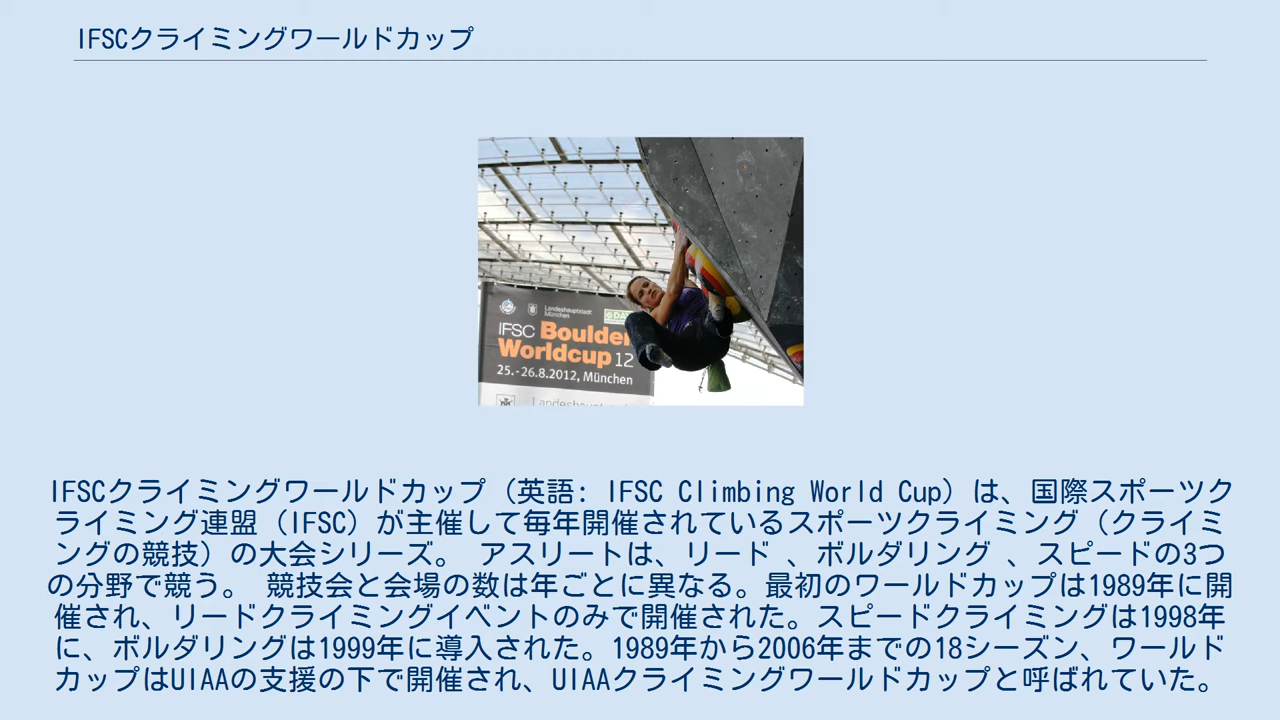 IFSCクライミングワールドカップ
Landeshauptstadt
München
IFSC Boulder
Worldcup 12
25.-26.8.2012, München
IFSCクライミングワールドカップ（英語: IFSC Climbing World Cup）は、国際スポーツク
ライミング連盟（IFSC）が主催して毎年開催されているスポーツクライミング（クライミ
ングの競技）の大会シリーズ。 アスリートは、リード 、ボルダリング 、スピードの3つ
の分野で競う。 競技会と会場の数は年ごとに異なる。最初のワールドカップは1989年に開
催され、リードクライミングイベントのみで開催された。スピードクライミングは1998年
に、ボルダリングは1999年に導入された。1989年から2006年までの18シーズン、ワールド
カップはUIAAの支援の下で開催され、UIAAクライミングワールドカップと呼ばれていた。